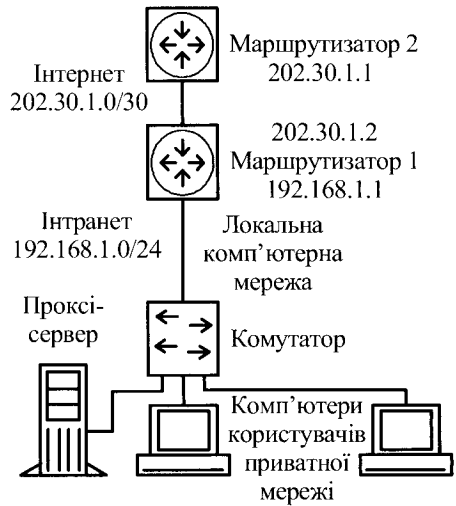 Маршрутизатор 2
202.30.1.1
Інтернет
202.30.1.0/30
202.30.1.2
Маршрутизатор 1
192.168.1.1
Інтранет
192.168.1.0/24
Локальна
комп’ютерна
мережа
Проксі-
сервер
Комутатор
Комп’ютери
користувачів
приватної
мережі